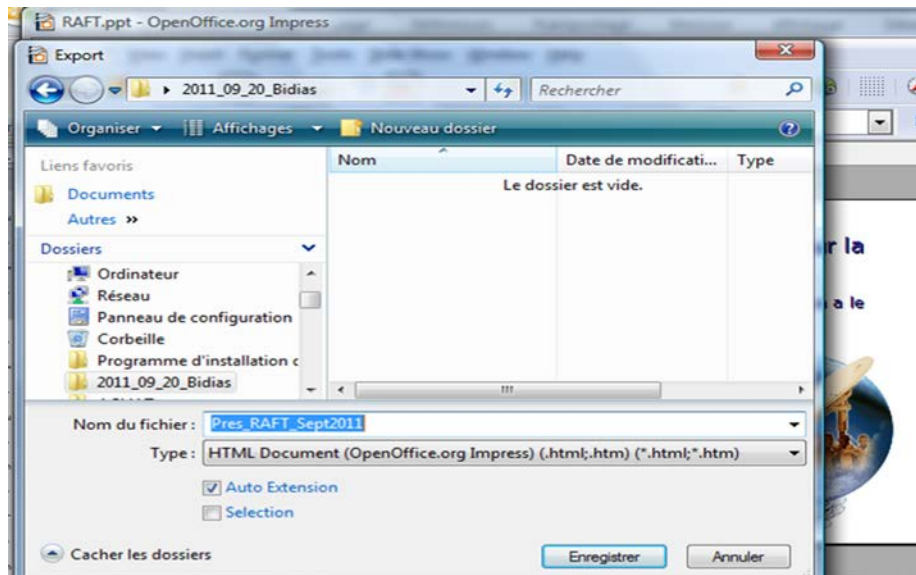 RAFT.ppt - OpenOffice.org Impress
Export
2011_09_20_Bidias
Rechercher
Organiser
Affichages
Nouveau dossier
Liens favoris
Documents
Autres »
Dossiers
Ordinateur
Réseau
Panneau de configuration
Corbeille
Programme d'installation
2011_09_20_Bidias
Nom
Date de modificati...
Type
Le dossier est vide.
la
a le
Nom du fichier : Pres_RAFT_Sept2011
Type : HTML Document (OpenOffice.org Impress) (.html;.htm) (*.html;*.htm)
Auto Extension
Selection
Cacher les dossiers
Enregistrer
Annuler